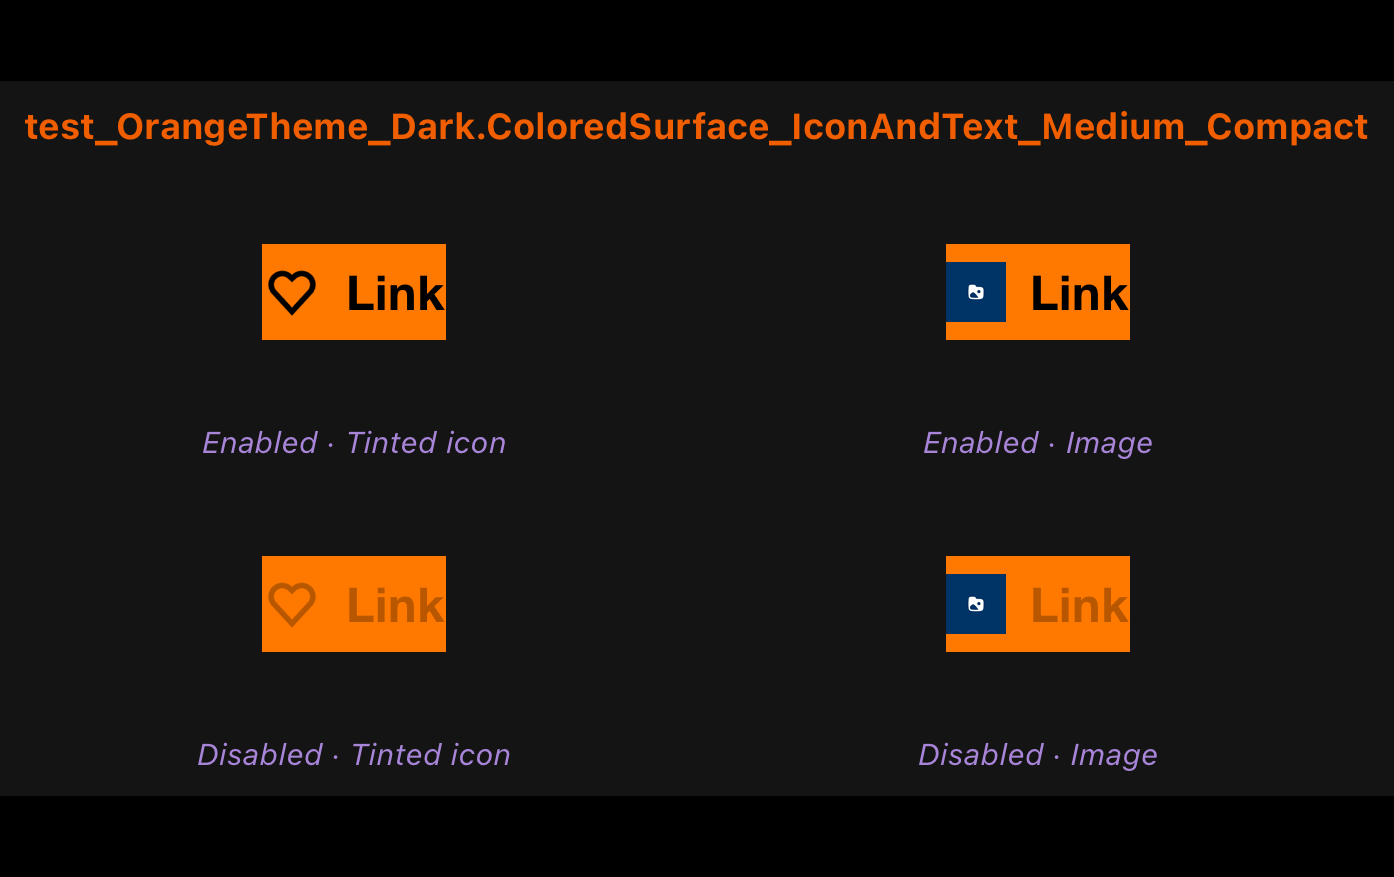 test_OrangeTheme_Dark.ColoredSurface_IconAndText_Medium_Compact
Link
Link
Enabled · Tinted icon
Enabled · Image
Link
Link
Disabled · Tinted icon
Disabled · Image